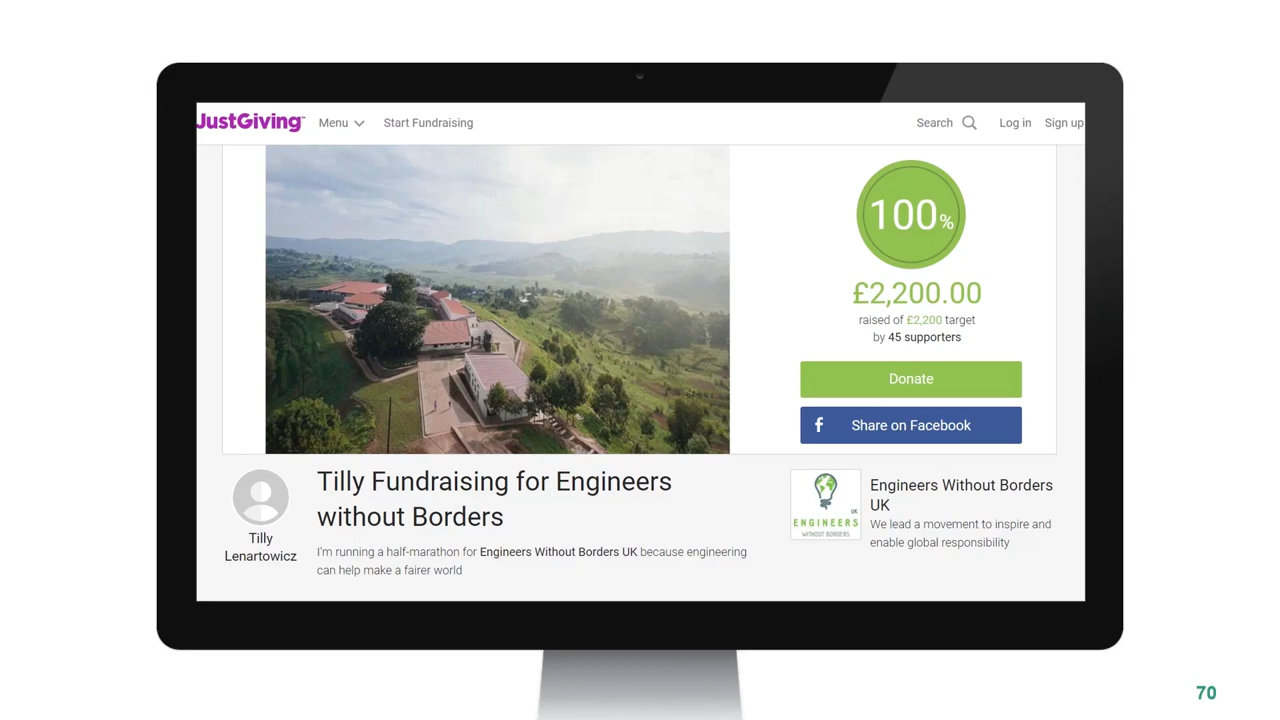 JustGiving™ Menu Start Fundraising Search Log in Sign up
100%
£2,200.00
raised of £2,200 target
by 45 supporters
Donate
f Share on Facebook
Tilly
Lenartowicz
Tilly Fundraising for Engineers
without Borders
I'm running a half-marathon for Engineers Without Borders UK because engineering
can help make a fairer world
UK
ENGINEERS
WITHOUT BORDERS
Engineers Without Borders
UK
We lead a movement to inspire and
enable global responsibility
70